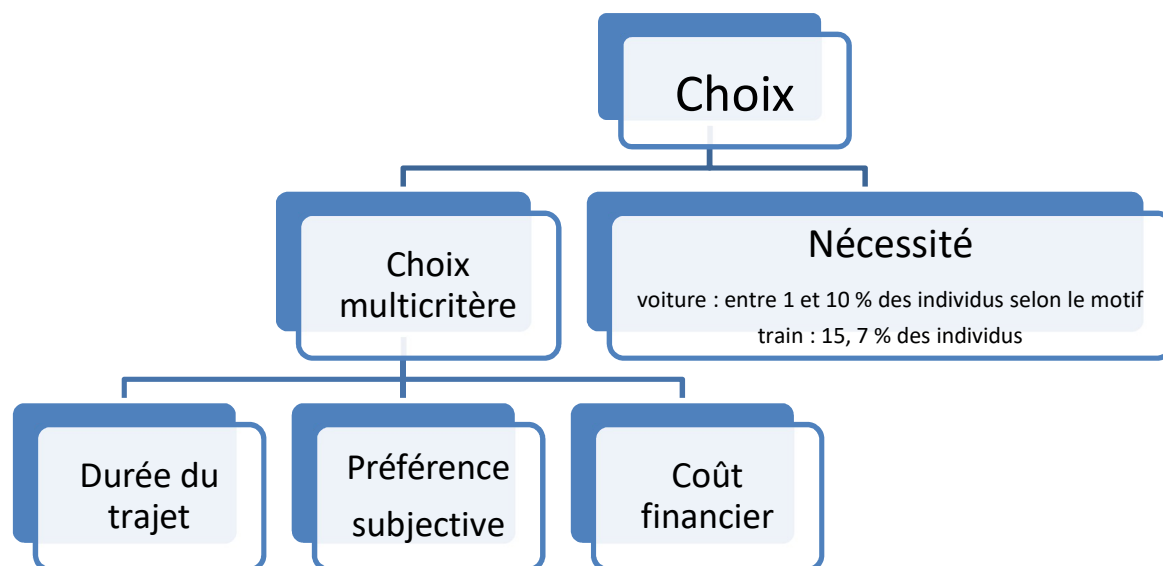 Choix
Choix
multicritère
Nécessité
voiture : entre 1 et 10 % des individus selon le motif
train : 15, 7 % des individus
Durée du
trajet
Préférence
subjective
Coût
financier